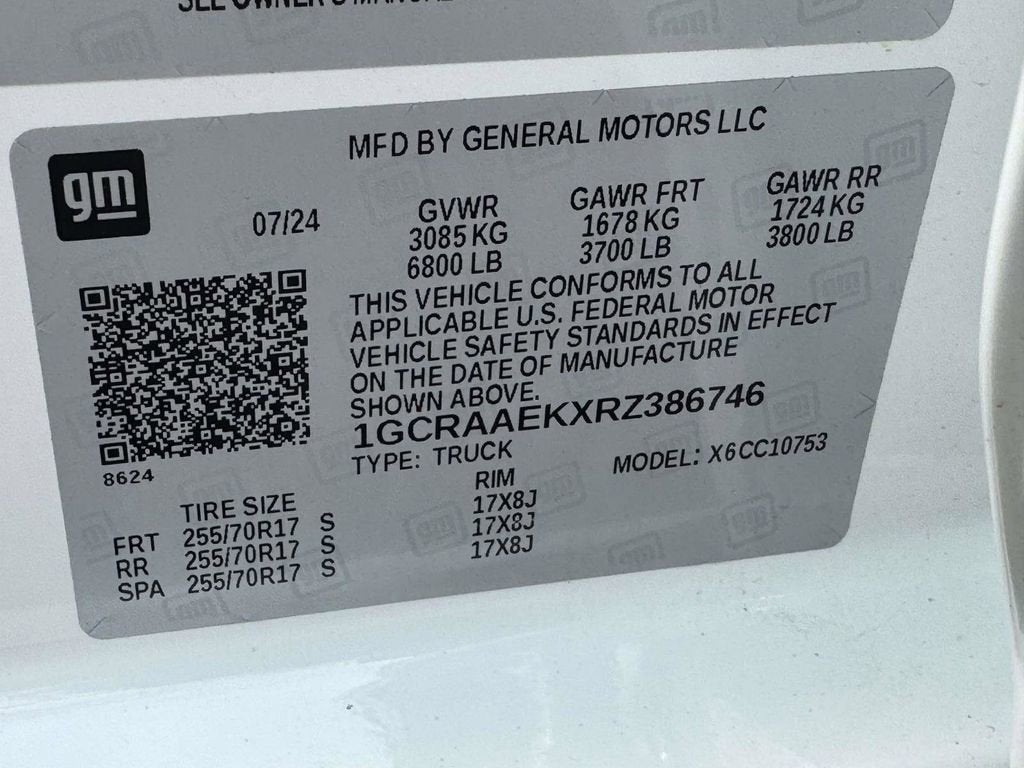 SEE OWNER'S MANUAL
MFD BY GENERAL MOTORS LLC
gm
07/24
GVWR GAWR FRT GAWR RR
3085 KG 1678 KG 1724 KG
6800 LB 3700 LB 3800 LB
THIS VEHICLE CONFORMS TO ALL
APPLICABLE U.S. FEDERAL MOTOR
VEHICLE SAFETY STANDARDS IN EFFECT
ON THE DATE OF MANUFACTURE
SHOWN ABOVE.
1GCRAAEKXRZ386746
TYPE: TRUCK MODEL: X6CC10753
8624
TIRE SIZE RIM
FRT 255/70R17 S 17X8J
RR 255/70R17 S 17X8J
SPA 255/70R17 S 17X8J